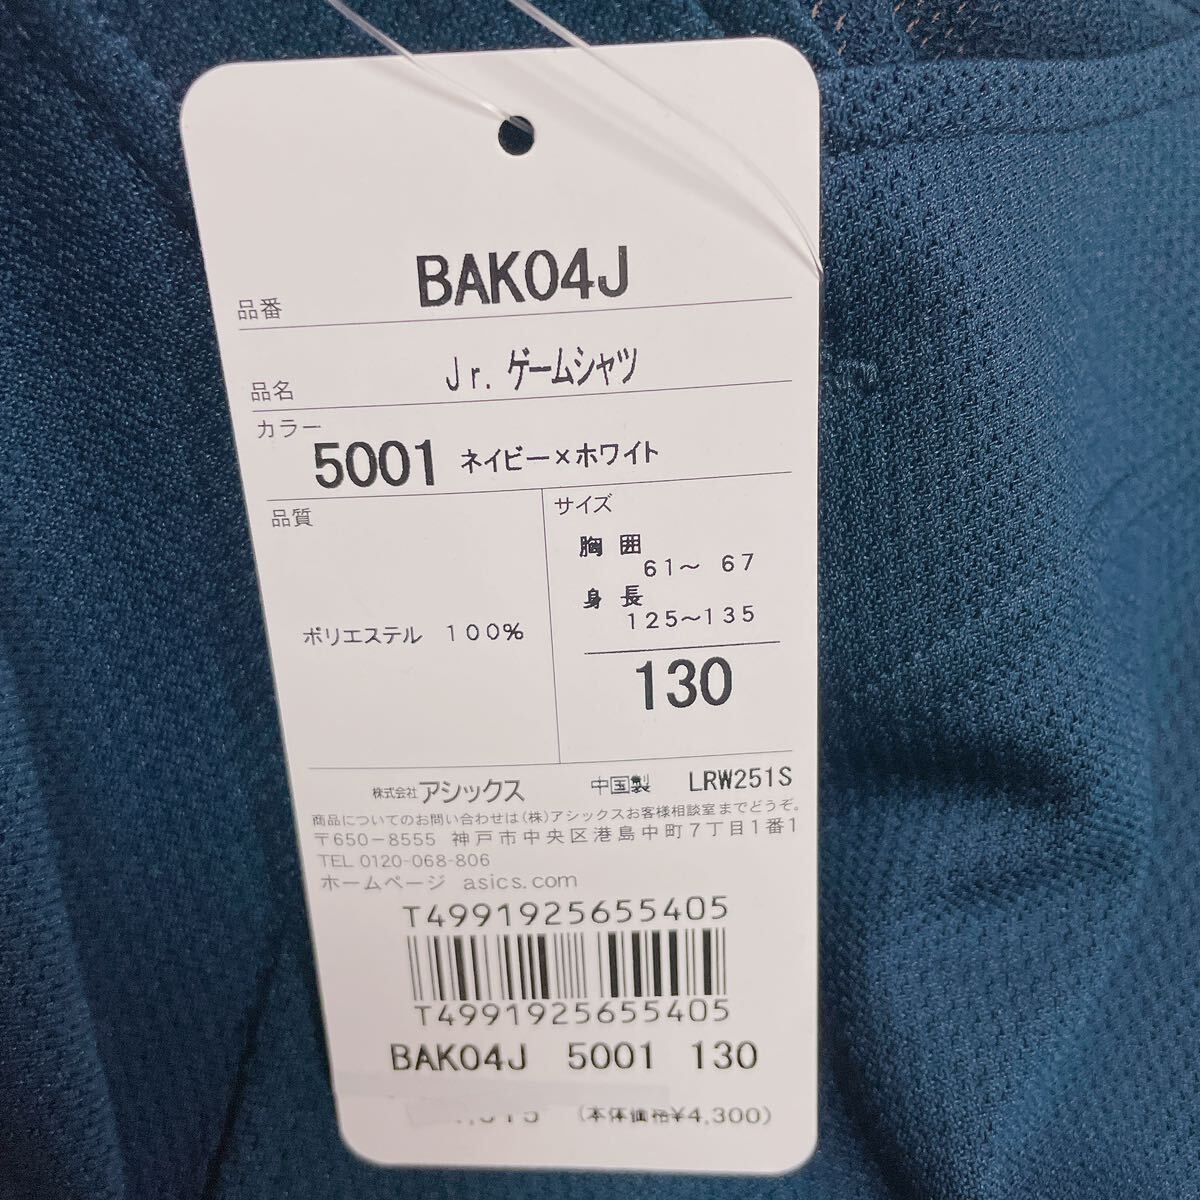 品番 BAK04J
品名 Jr. ゲームシャツ
カラー
5001 ネイビー×ホワイト
品質
ポリエステル 100%
サイズ
胸囲
61〜 67
身長
125〜135
130
株式会社アシックス 中国製 LRW251S
商品についてのお問い合わせは(株)アシックスお客様相談室までどうぞ。
〒650-8555 神戸市中央区港島中町7丁目1番1
TEL 0120-068-806
ホームページ asics.com
T4991925655405
T4991925655405
BAK04J 5001 130
(本体価格¥4,300)